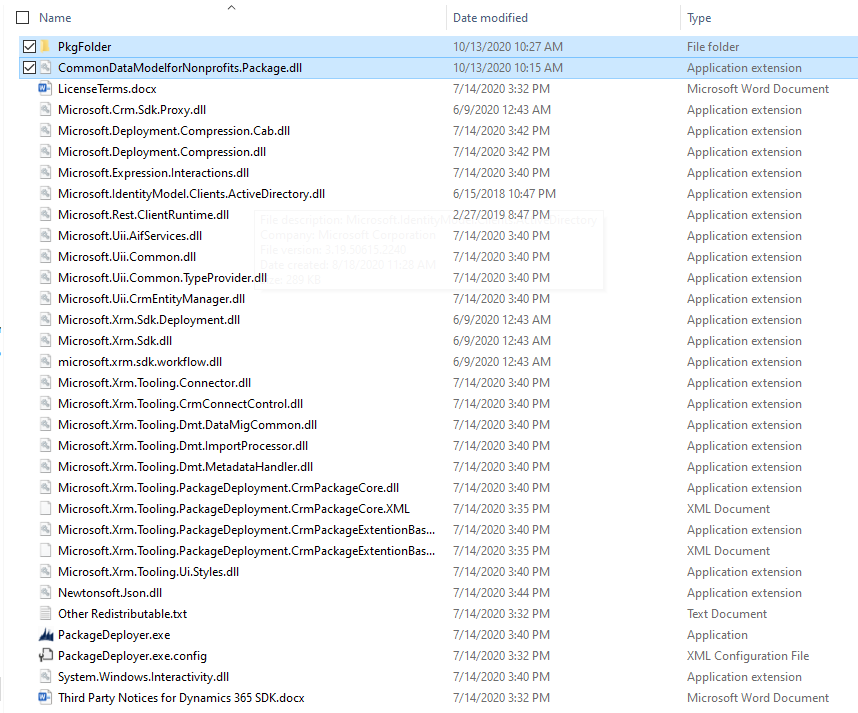 Name Date modified Type
PkgFolder 10/13/2020 10:27 AM File folder
CommonDataModelforNonprofits.Package.dll 10/13/2020 10:15 AM Application extension
LicenseTerms.docx 7/14/2020 3:32 PM Microsoft Word Document
Microsoft.Crm.Sdk.Proxy.dll 6/9/2020 12:43 AM Application extension
Microsoft.Deployment.Compression.Cab.dll 7/14/2020 3:42 PM Application extension
Microsoft.Deployment.Compression.dll 7/14/2020 3:42 PM Application extension
Microsoft.Expression.Interactions.dll 7/14/2020 3:40 PM Application extension
Microsoft.IdentityModel.Clients.ActiveDirectory.dll 6/15/2018 10:47 PM Application extension
Microsoft.Rest.ClientRuntime.dll 2/27/2019 8:47 PM Application extension
File description: Microsoft.Identity
Microsoft.Uii.AifServices.dll 7/14/2020 3:40 PM Application extension
Company: Microsoft Corporation
Microsoft.Uii.Common.dll 7/14/2020 3:40 PM Application extension
Date created: 8/10/2020 11:28 AM
Microsoft.Uii.Common.TypeProvider.dll 7/14/2020 3:40 PM Application extension
Microsoft.Uii.CrmEntityManager.dll 7/14/2020 3:40 PM Application extension
Microsoft.Xrm.Sdk.Deployment.dll 6/9/2020 12:43 AM Application extension
Microsoft.Xrm.Sdk.dll 6/9/2020 12:43 AM Application extension
microsoft.xrm.sdk.workflow.dll 6/9/2020 12:43 AM Application extension
Microsoft.Xrm.Tooling.Connector.dll 7/14/2020 3:40 PM Application extension
Microsoft.Xrm.Tooling.CrmConnectControl.dll 7/14/2020 3:40 PM Application extension
Microsoft.Xrm.Tooling.Dmt.DataMigCommon.dll 7/14/2020 3:40 PM Application extension
Microsoft.Xrm.Tooling.Dmt.ImportProcessor.dll 7/14/2020 3:40 PM Application extension
Microsoft.Xrm.Tooling.Dmt.MetadataHandler.dll 7/14/2020 3:40 PM Application extension
Microsoft.Xrm.Tooling.PackageDeployment.CrmPackageCore.dll 7/14/2020 3:40 PM Application extension
Microsoft.Xrm.Tooling.PackageDeployment.CrmPackageCore.XML 7/14/2020 3:35 PM XML Document
Microsoft.Xrm.Tooling.PackageDeployment.CrmPackageExtentionBas... 7/14/2020 3:40 PM Application extension
Microsoft.Xrm.Tooling.PackageDeployment.CrmPackageExtentionBas... 7/14/2020 3:35 PM XML Document
Microsoft.Xrm.Tooling.Ui.Styles.dll 7/14/2020 3:40 PM Application extension
Newtonsoft.Json.dll 7/14/2020 3:44 PM Application extension
Other Redistributable.txt 7/14/2020 3:32 PM Text Document
PackageDeployer.exe 7/14/2020 3:40 PM Application
PackageDeployer.exe.config 7/14/2020 3:32 PM XML Configuration File
System.Windows.Interactivity.dll 7/14/2020 3:40 PM Application extension
Third Party Notices for Dynamics 365 SDK.docx 7/14/2020 3:32 PM Microsoft Word Document